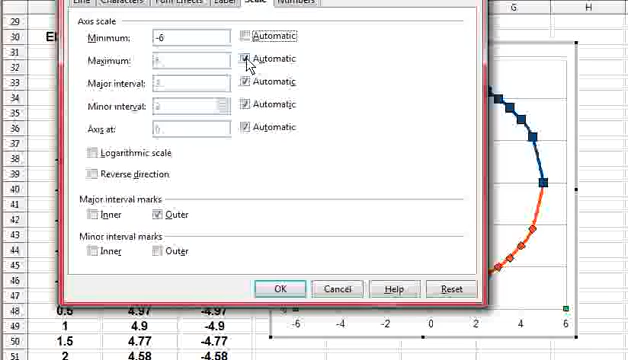 Line Characters Font Effects Label Scale Numbers
G H
29
30
31
32
33
34
35
36
38
39
40
41
42
43
44
45
46
47
48
49
50
51
Axis scale
Minimum: -6 Automatic
Maximum: Automatic
Major interval: Automatic
Minor interval: Automatic
Axis at: Automatic
Logarithmic scale
Reverse direction
Major interval marks
Inner Outer
Minor interval marks
Inner Outer
OK Cancel Help Reset
0.5 4.97 -4.97
1 4.9 -4.9
1.5 4.77 -4.77
2 4.58 -4.58
-6 -4 -2 0 2 4 6